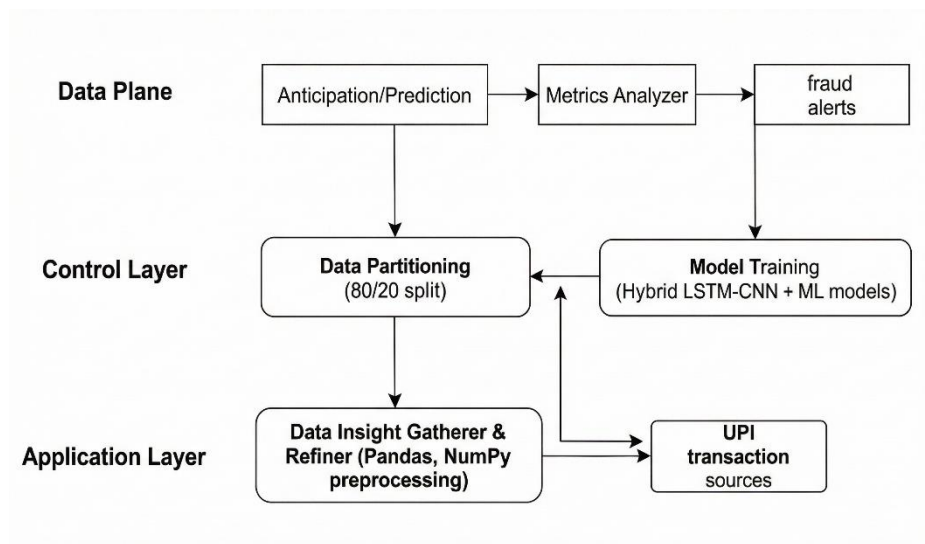 Data Plane
Anticipation/Prediction
Metrics Analyzer
fraud
alerts
Control Layer
Data Partitioning
(80/20 split)
Model Training
(Hybrid LSTM-CNN + ML models)
Application Layer
Data Insight Gatherer &
Refiner (Pandas, NumPy
preprocessing)
UPI
transaction
sources